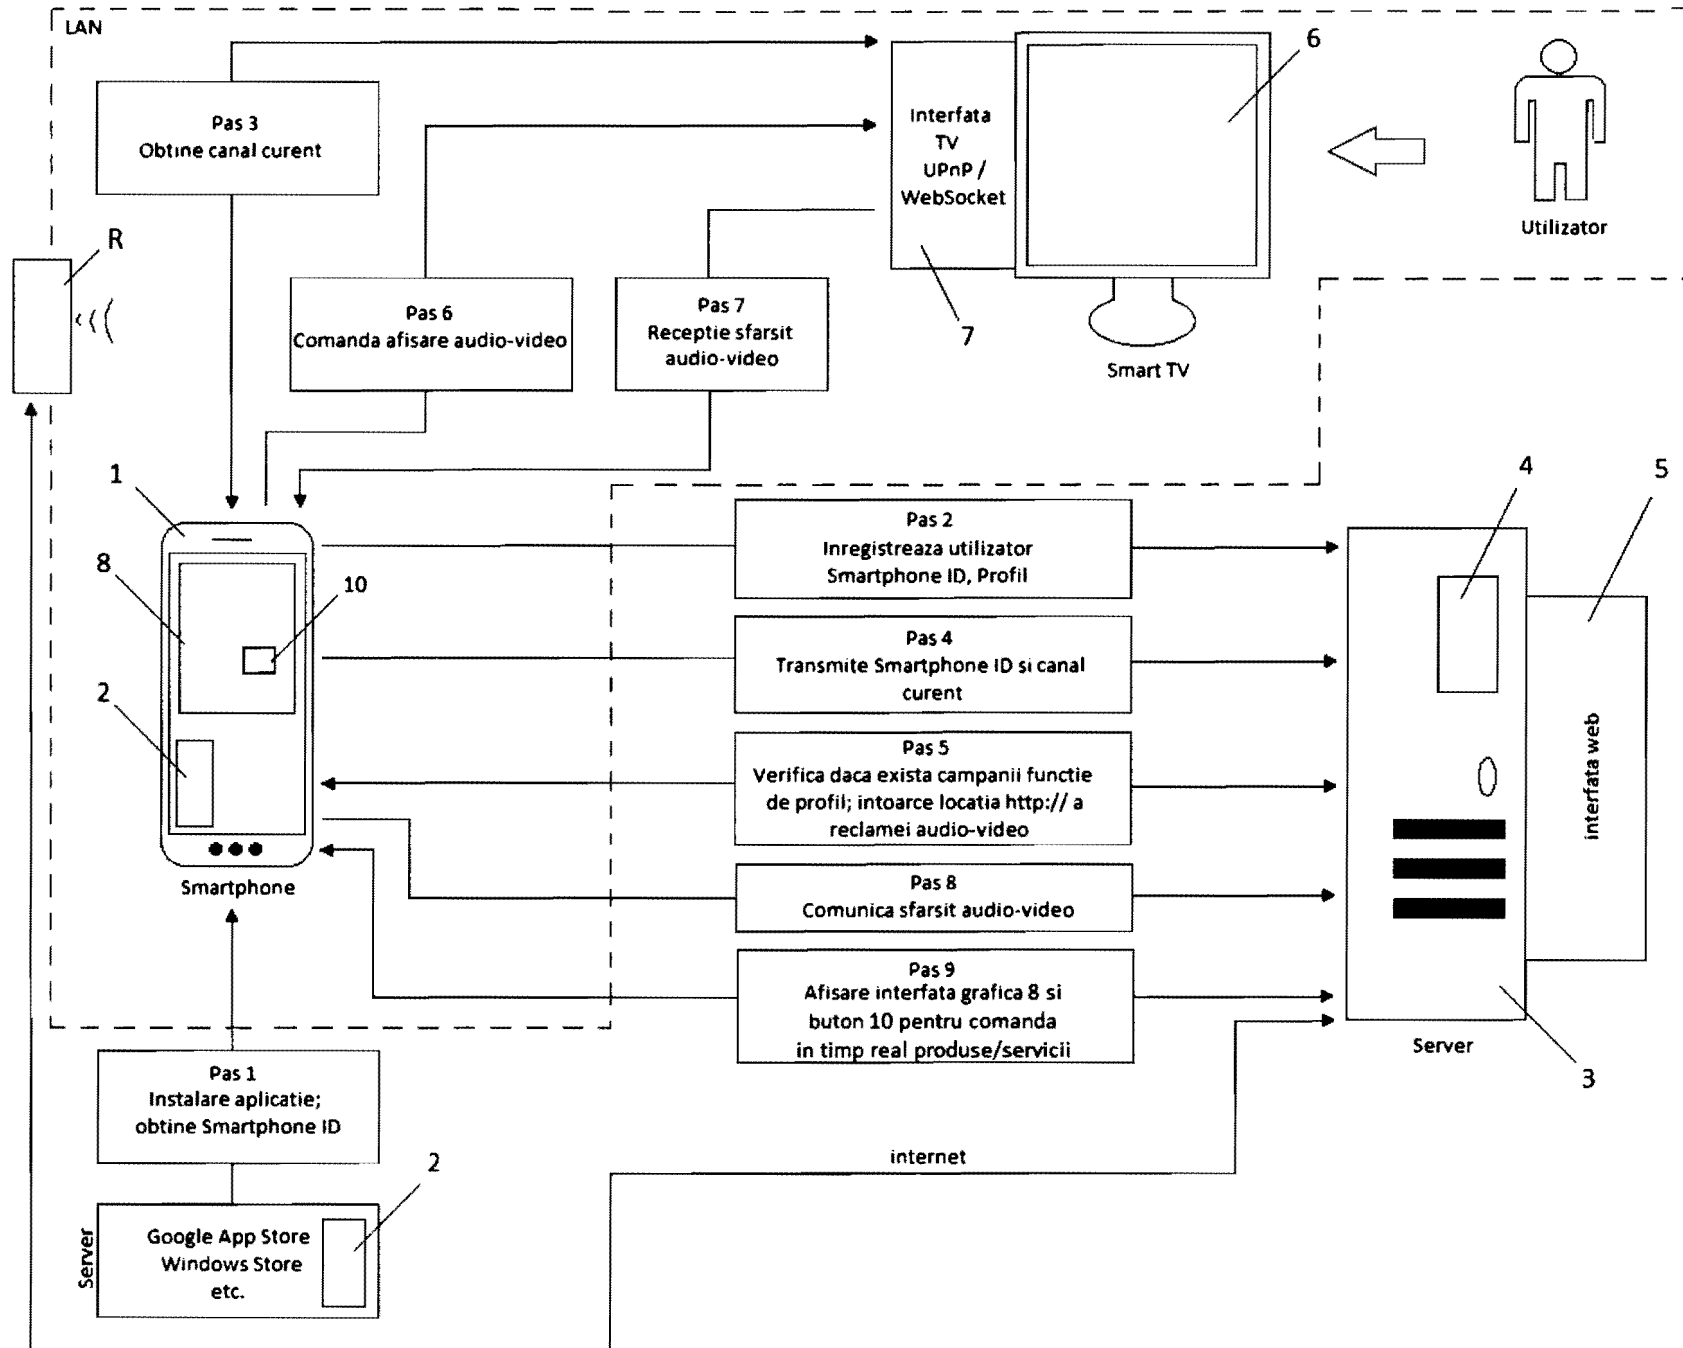 LAN
Pas 3
Obtine canal curent
Interfata
TV
UPnP /
WebSocket
6
Utilizator
R
Pas 6
Comanda afisare audio-video
Pas 7
Receptie sfarsit
audio-video
7
Smart TV
1
8
10
2
Smartphone
Pas 2
Inregistreaza utilizator
Smartphone ID, Profil
Pas 4
Transmite Smartphone ID si canal
curent
Pas 5
Verifica daca exista campanii functie
de profil; intoarce locatia http:// a
reclamei audio-video
Pas 8
Comunica sfarsit audio-video
Pas 9
Afisare interfata grafica 8 si
buton 10 pentru comanda
in timp real produse/servicii
4
5
interfata web
Server
3
Pas 1
Instalare aplicatie;
obtine Smartphone ID
internet
2
Server
Google App Store
Windows Store
etc.